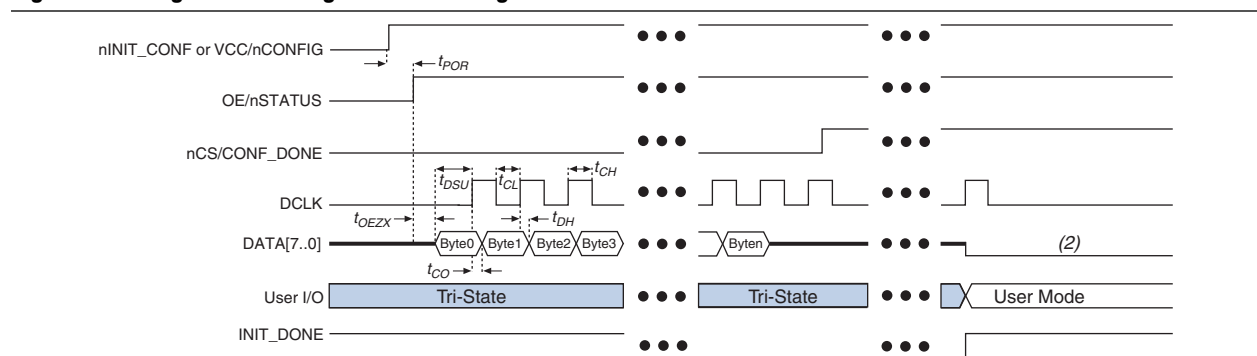 nINIT_CONF or VCC/nCONFIG
tPOR
OE/nSTATUS
nCS/CONF_DONE
tDSU tCL tCH
DCLK
tOEZX tDH
DATA[7..0] Byte0 Byte1 Byte2 Byte3 Byten (2)
tCO
User I/O Tri-State Tri-State User Mode
INIT_DONE